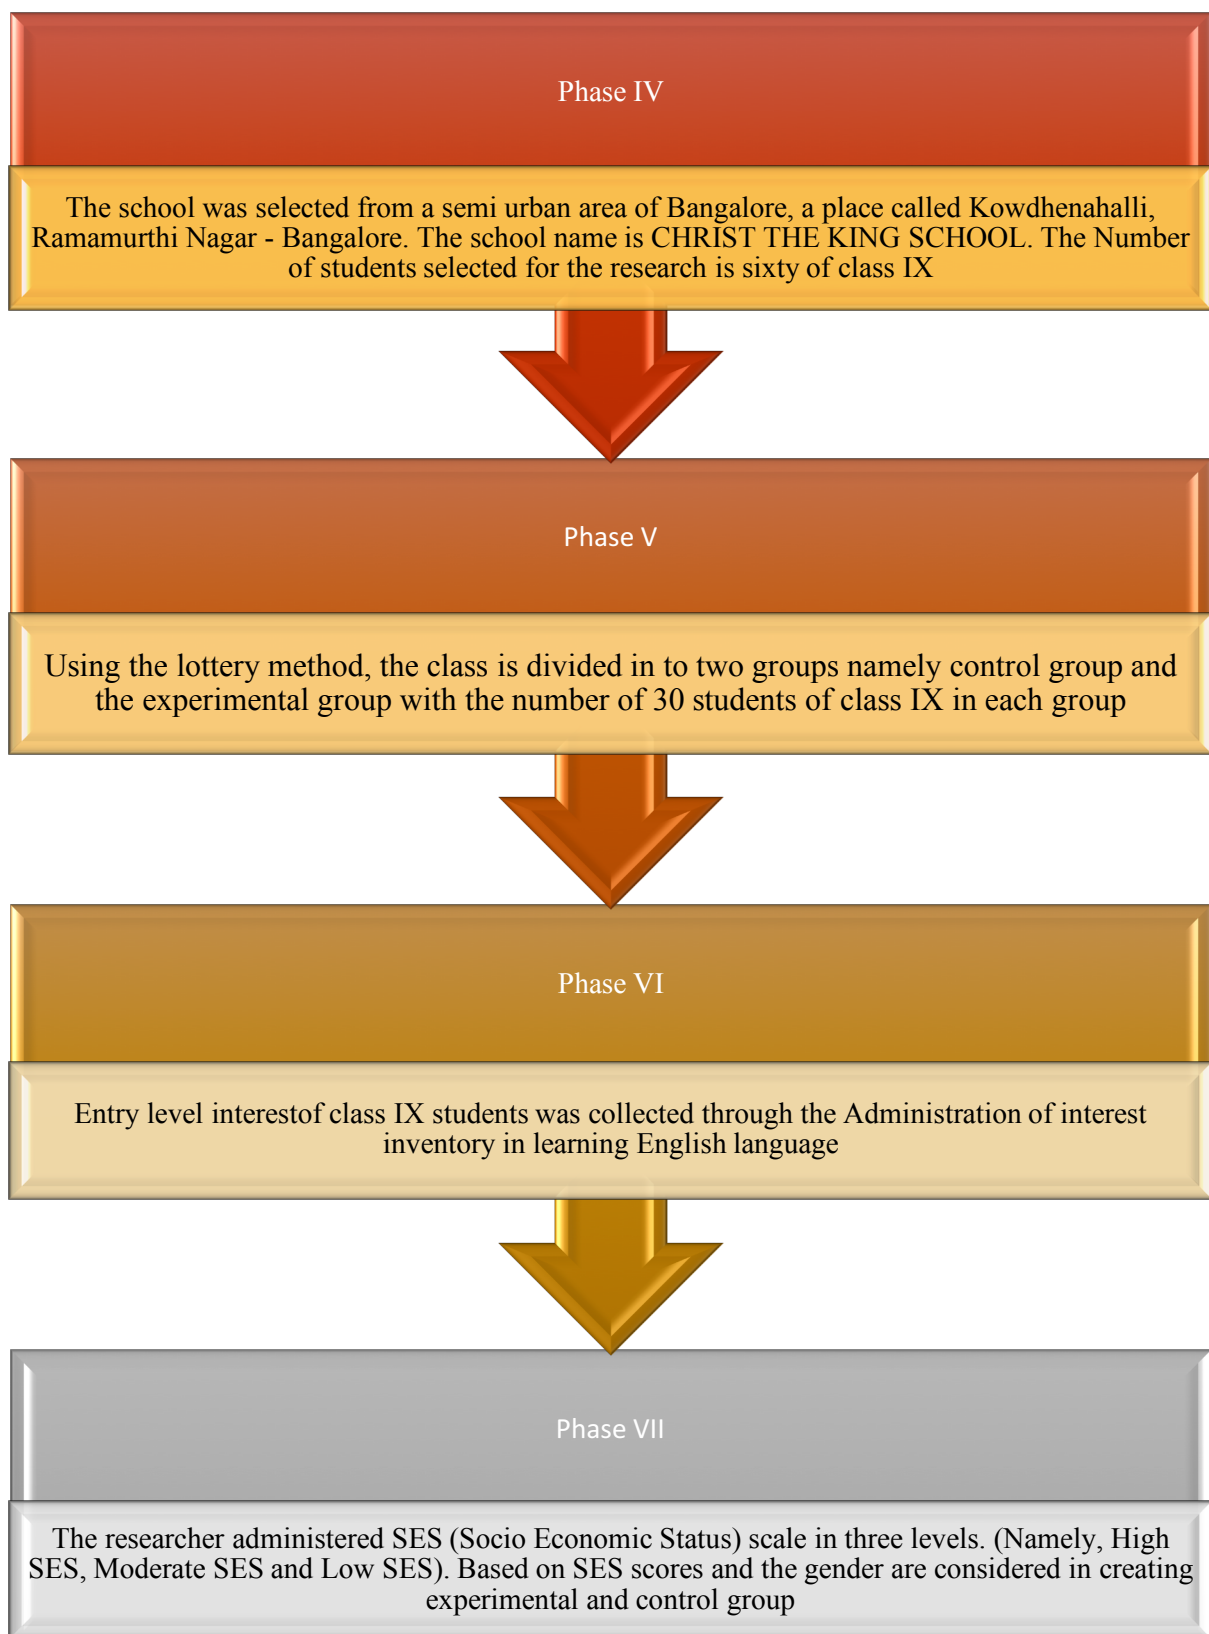 Phase IV
The school was selected from a semi urban area of Bangalore, a place called Kowdhenahalli,
Ramamurthi Nagar - Bangalore. The school name is CHRIST THE KING SCHOOL. The Number
of students selected for the research is sixty of class IX
Phase V
Using the lottery method, the class is divided in to two groups namely control group and
the experimental group with the number of 30 students of class IX in each group
Phase VI
Entry level interestof class IX students was collected through the Administration of interest
inventory in learning English language
Phase VII
The researcher administered SES (Socio Economic Status) scale in three levels. (Namely, High
SES, Moderate SES and Low SES). Based on SES scores and the gender are considered in creating
experimental and control group